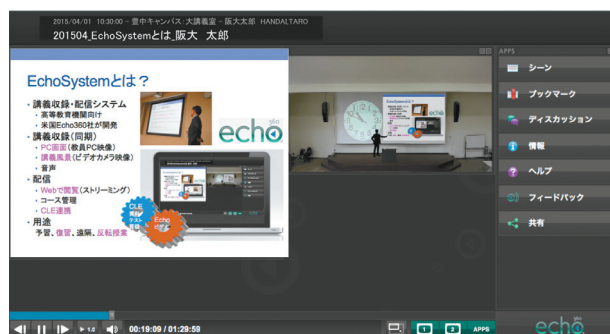 2015/04/01 10:30:00 - 豊中キャンパス：大講義室 - 阪大太郎 HANDALTARO
201504_EchoSystemとは_阪大 太郎
EchoSystemとは？
・講義収録・配信システム
・高等教育機関向け
・米国Echo360社が開発
・講義収録（同期）
・PC画面（教員PC映像）
・講義風景（ビデオカメラ映像）
・音声
・配信
・Webで閲覧（ストリーミング）
・コース管理
・CLE連携
・用途
予習、復習、遠隔、反転授業
echo
360
CLE
Echo
APPS
シーン
ブックマーク
ディスカッション
情報
ヘルプ
フィードバック
共有
1.0
00:19:09 / 01:29:59
1
2
APPS
echo